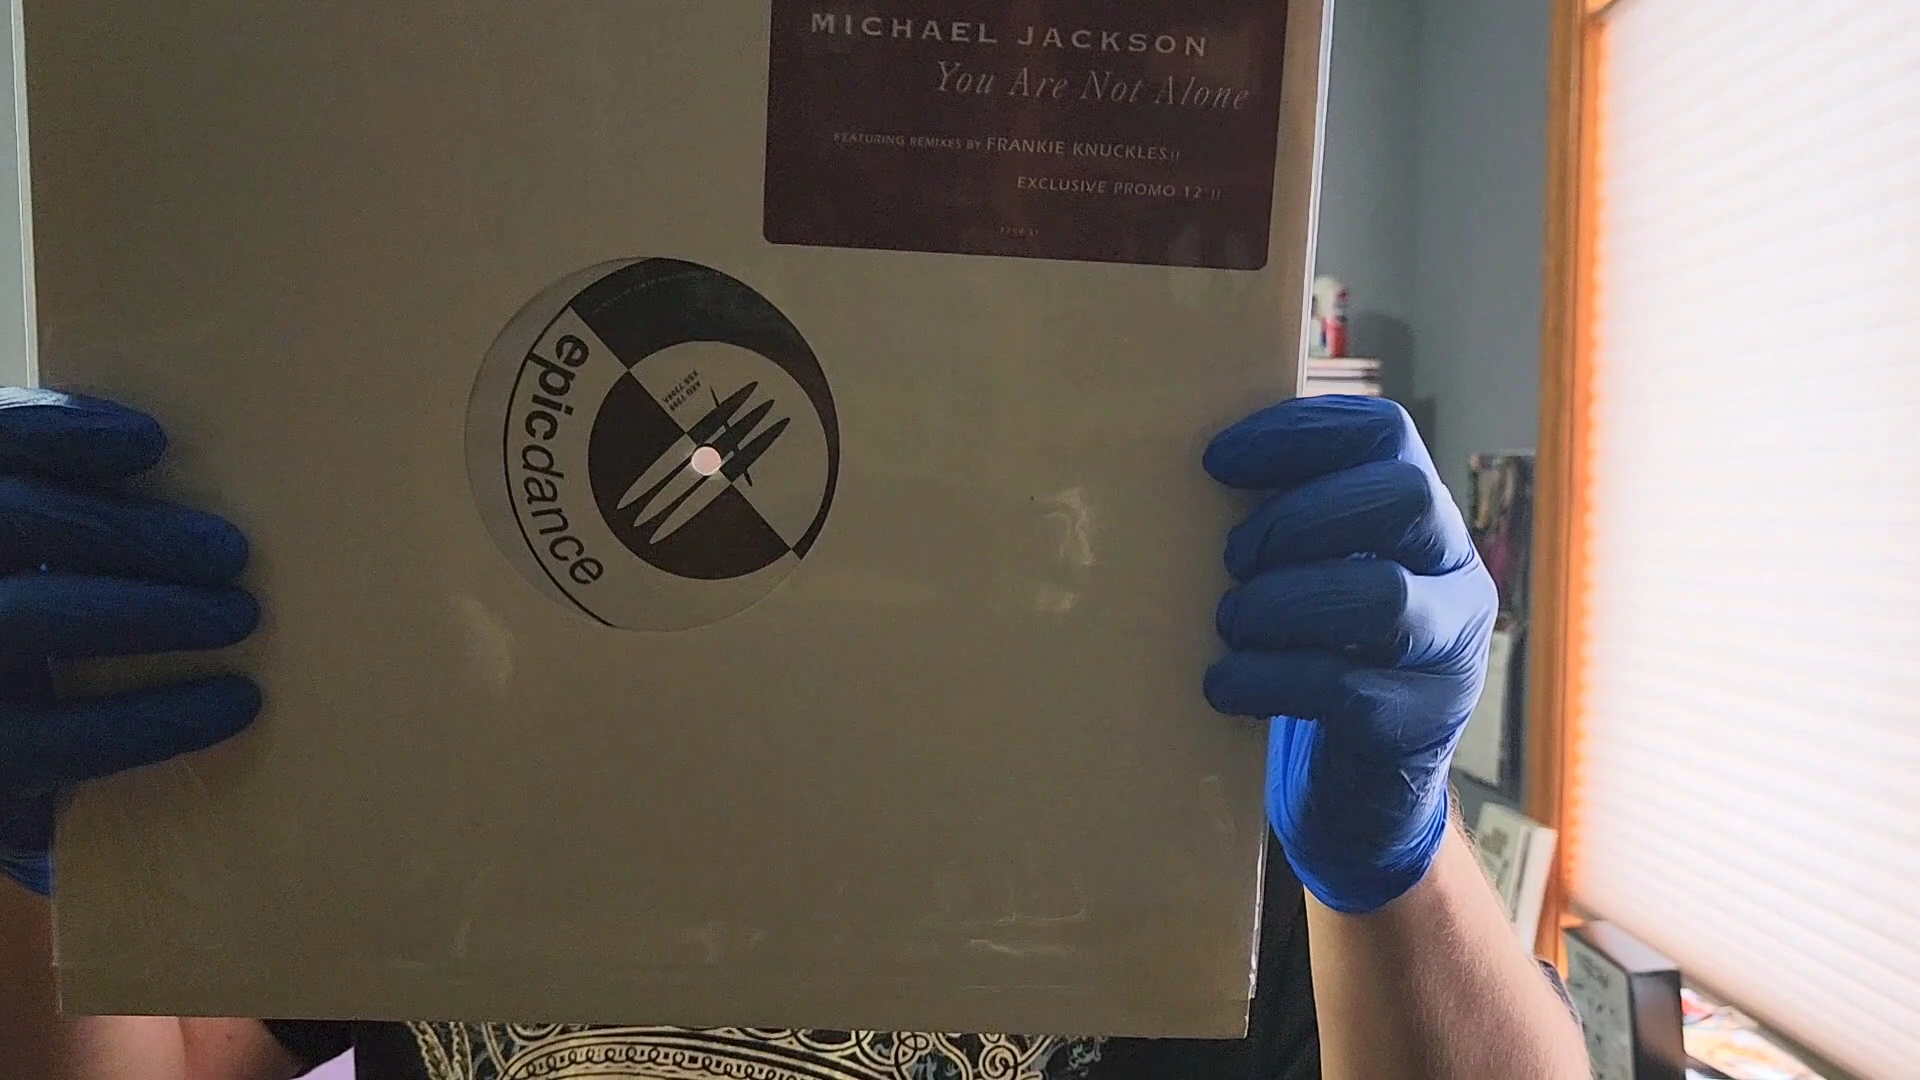 MICHAEL JACKSON
You Are Not Alone
FEATURING REMIXES BY FRANKIE KNUCKLES!!
EXCLUSIVE PROMO 12"!!
epicdance